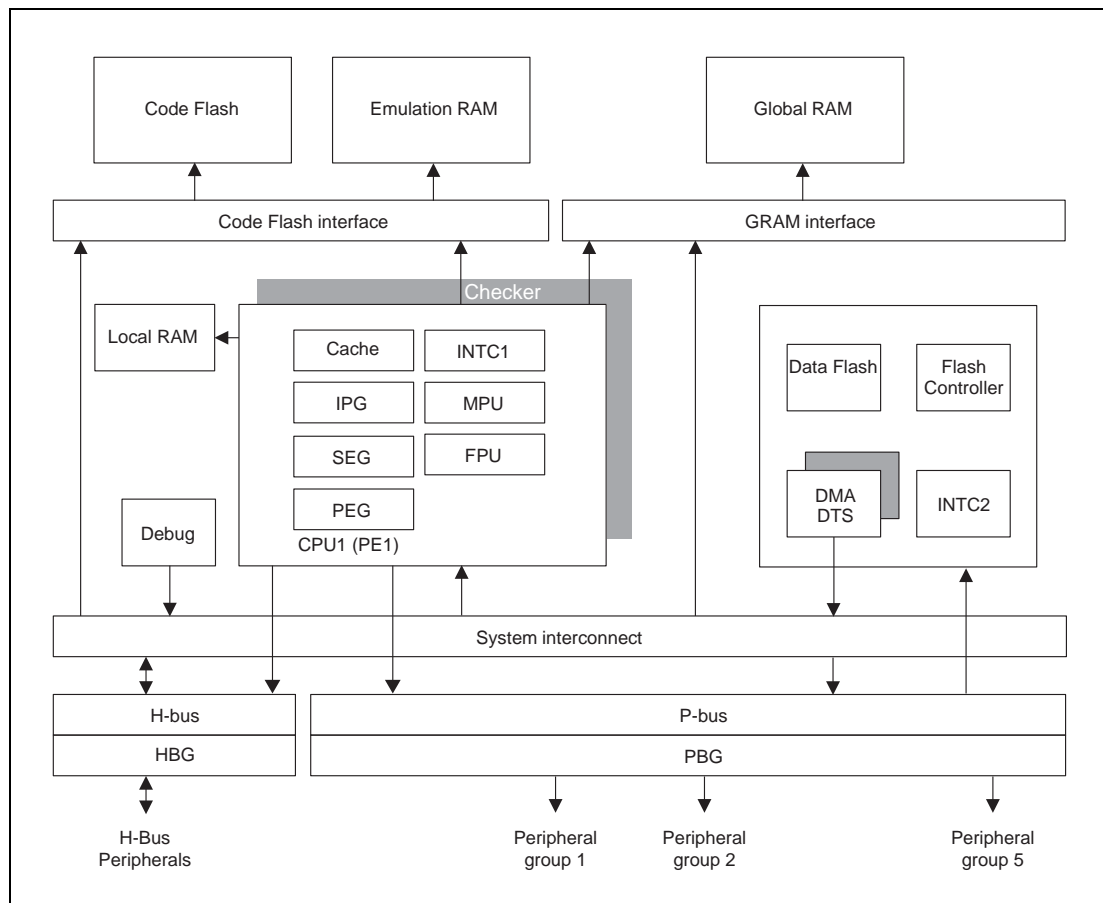 Code Flash
Emulation RAM
Global RAM
Code Flash interface
GRAM interface
Checker
Local RAM
Cache
INTC1
IPG
MPU
SEG
FPU
PEG
CPU1 (PE1)
Data Flash
Flash
Controller
DMA
DTS
INTC2
Debug
System interconnect
H-bus
P-bus
HBG
PBG
H-Bus
Peripherals
Peripheral
group 1
Peripheral
group 2
Peripheral
group 5